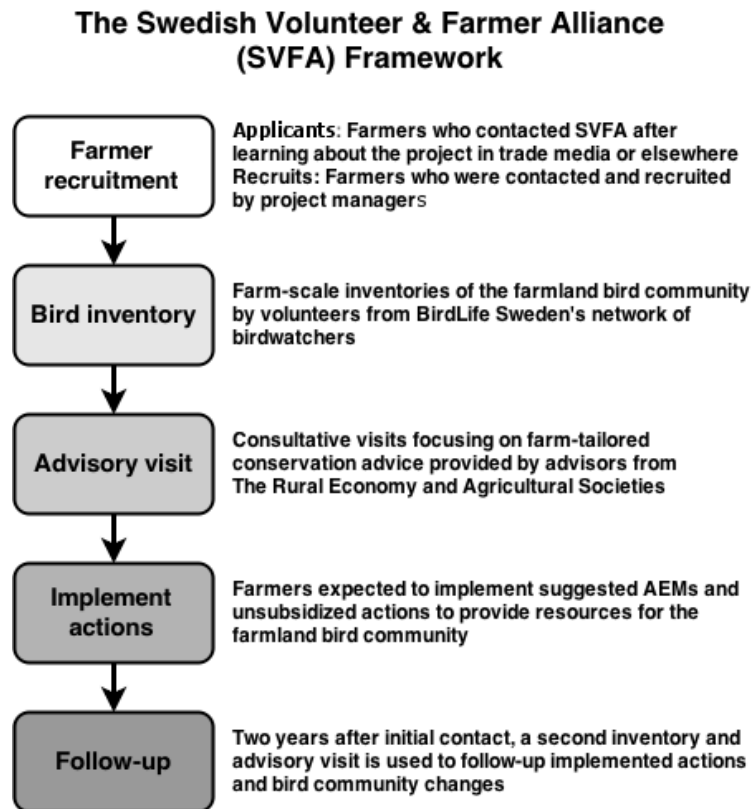 The Swedish Volunteer & Farmer Alliance
(SVFA) Framework
Farmer
recruitment
Applicants: Farmers who contacted SVFA after
learning about the project in trade media or elsewhere
Recruits: Farmers who were contacted and recruited
by project managers
Bird inventory
Farm-scale inventories of the farmland bird community
by volunteers from BirdLife Sweden's network of
birdwatchers
Advisory visit
Consultative visits focusing on farm-tailored
conservation advice provided by advisors from
The Rural Economy and Agricultural Societies
Implement
actions
Farmers expected to implement suggested AEMs and
unsubsidized actions to provide resources for the
farmland bird community
Follow-up
Two years after initial contact, a second inventory and
advisory visit is used to follow-up implemented actions
and bird community changes